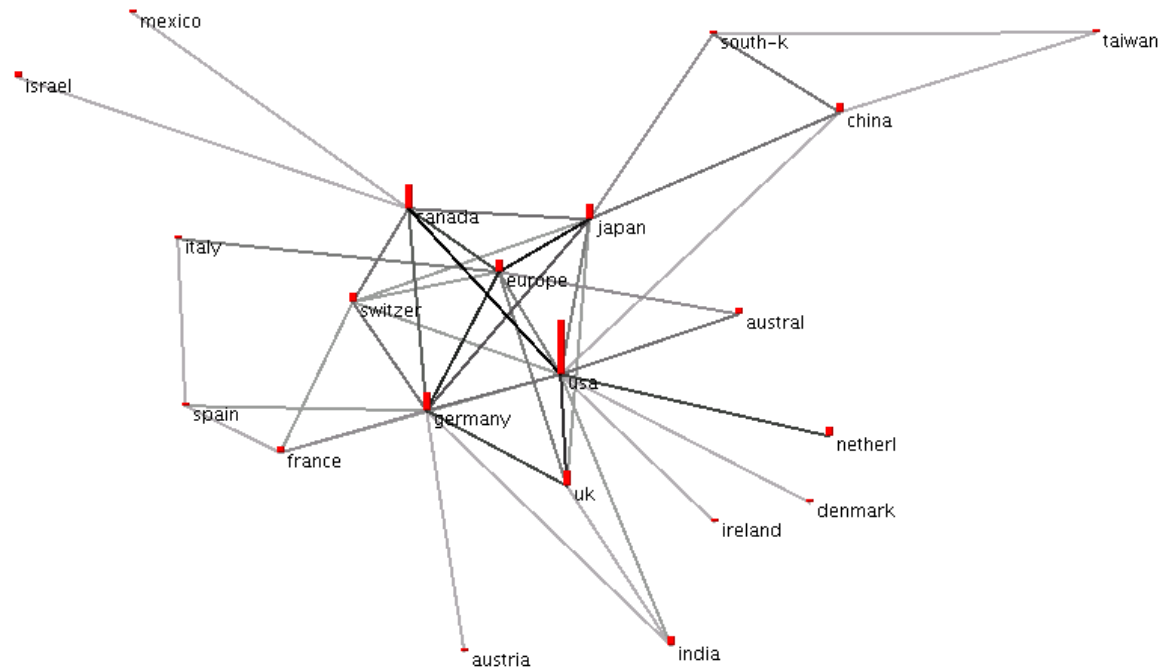 mexico
south-k
taiwan
israel
china
canada
japan
italy
europe
switzer
austral
usa
spain
germany
netherl
france
uk
denmark
ireland
india
austria